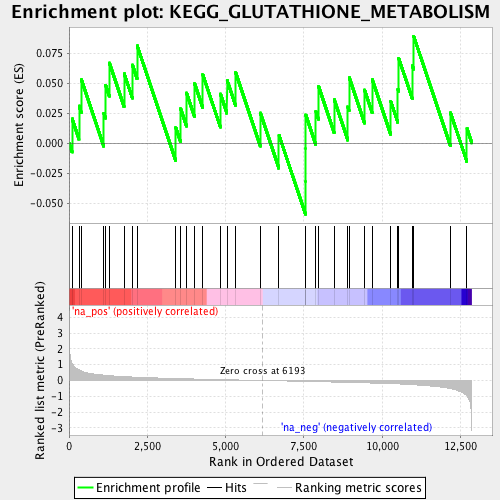 Enrichment plot: KEGG_GLUTATHIONE_METABOLISM
Enrichment score (ES)
0.075
0.050
0.025
0.000
-0.025
-0.050
'na_pos' (positively correlated)
Ranked list metric (PreRanked)
4
3
2
1
0
-1
-2
-3
Zero cross at 6193
'na_neg' (negatively correlated)
0
2,500
5,000
7,500
10,000
12,500
Rank in Ordered Dataset
Enrichment profile
Hits
Ranking metric scores